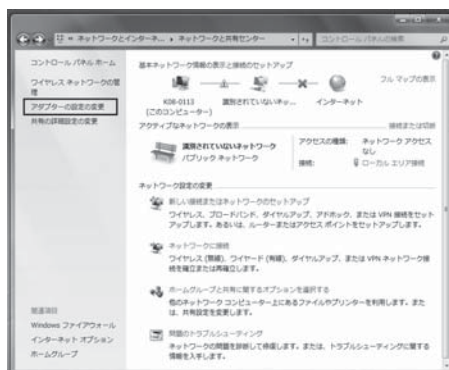 ネットワークとインターネ... ▸ ネットワークと共有センター
コントロール パネルの検索
コントロール パネル ホーム
ワイヤレス ネットワークの管理
アダプターの設定の変更
共有の詳細設定の変更
基本ネットワーク情報の表示と接続のセットアップ
フル マップの表示
K06-0113
(このコンピューター)
識別されていないネッ...
インターネット
アクティブなネットワークの表示
接続または切断
識別されていないネットワーク
パブリック ネットワーク
アクセスの種類: ネットワーク アクセス
なし
接続: ローカル エリア接続
ネットワーク設定の変更
新しい接続またはネットワークのセットアップ
ワイヤレス、ブロードバンド、ダイヤルアップ、アドホック、または VPN 接続をセット
アップします。あるいは、ルーターまたはアクセス ポイントをセットアップします。
ネットワークに接続
ワイヤレス (無線)、ワイヤード (有線)、ダイヤルアップ、または VPN ネットワーク接
続を確立または再確立します。
ホームグループと共有に関するオプションを選択する
他のネットワーク コンピューター上にあるファイルやプリンターを利用します。また
は、共有設定を変更します。
問題のトラブルシューティング
ネットワークの問題を診断して修復します。または、トラブルシューティングに関する
情報を入手します。
関連項目
Windows ファイアウォール
インターネット オプション
ホームグループ